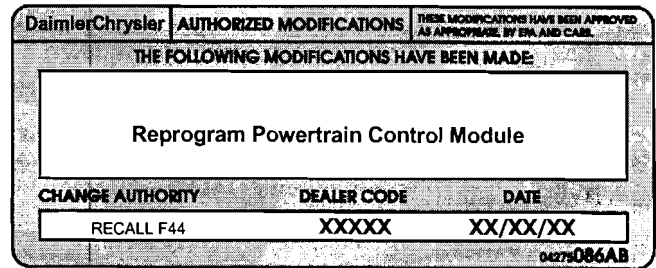 DaimlerChrysler AUTHORIZED MODIFICATIONS THESE MODIFICATIONS HAVE BEEN APPROVED
AS APPROPRIATE, BY EPA AND CARB.
THE FOLLOWING MODIFICATIONS HAVE BEEN MADE:
Reprogram Powertrain Control Module
CHANGE AUTHORITY DEALER CODE DATE
RECALL F44 XXXXX XX/XX/XX
04275086AB